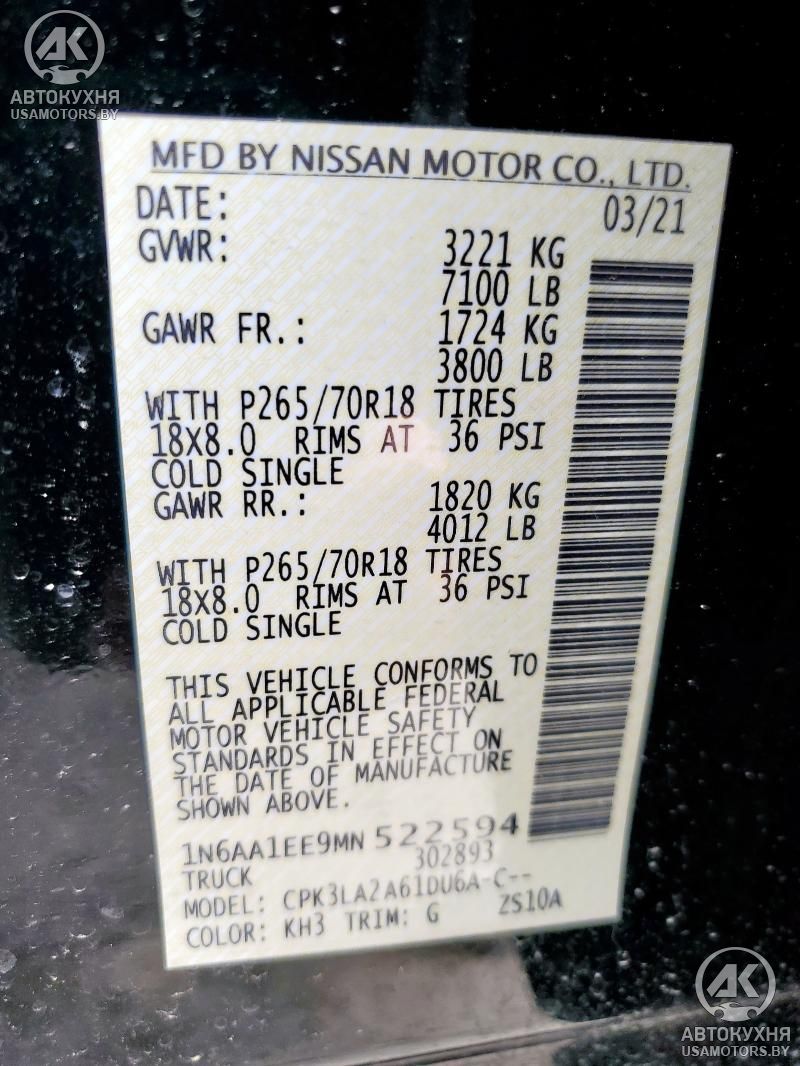 AK
АВТОКУХНЯ
USAMOTORS.BY
MFD BY NISSAN MOTOR CO., LTD.
DATE: 03/21
GVWR: 3221 KG
7100 LB
GAWR FR.: 1724 KG
3800 LB
WITH P265/70R18 TIRES
18X8.0 RIMS AT 36 PSI
COLD SINGLE
GAWR RR.: 1820 KG
4012 LB
WITH P265/70R18 TIRES
18X8.0 RIMS AT 36 PSI
COLD SINGLE
THIS VEHICLE CONFORMS TO
ALL APPLICABLE FEDERAL
MOTOR VEHICLE SAFETY
STANDARDS IN EFFECT ON
THE DATE OF MANUFACTURE
SHOWN ABOVE.
1N6AA1EE9MN 522594
302893
TRUCK
MODEL: CPK3LA2A61DU6A-C--
COLOR: KH3 TRIM: G ZS10A
AK
АВТОКУХНЯ
USAMOTORS.BY